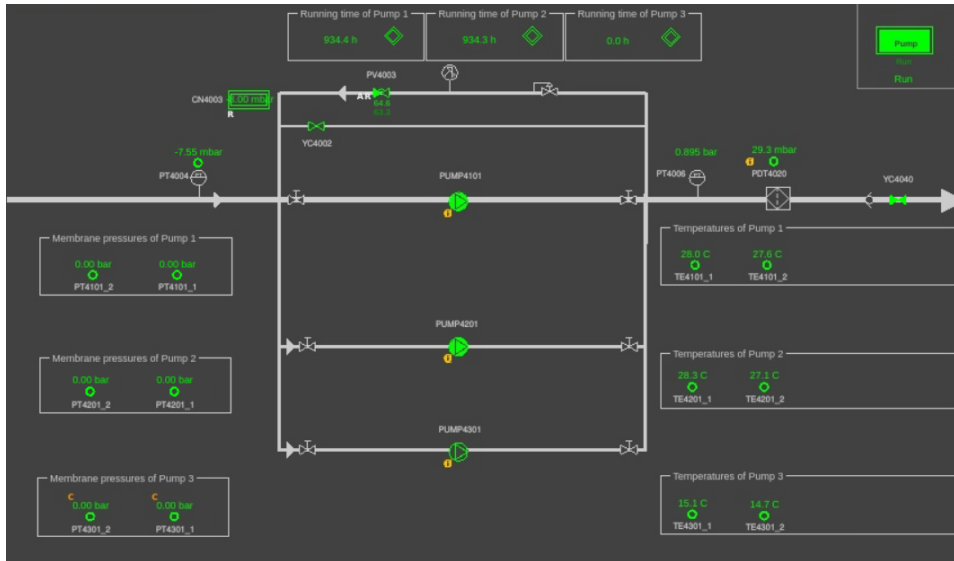 Running time of Pump 1
Running time of Pump 2
Running time of Pump 3
934.4 h
934.3 h
0.0 h
Pump
Run
Run
PV4003
CN4003
AR
64.6
R
YC4002
-7.55 mbar
PT4004
PUMP4101
0.895 bar
PT4006
29.3 mbar
PDT4020
YC4040
Membrane pressures of Pump 1
0.00 bar
0.00 bar
PT4101_2
PT4101_1
Temperatures of Pump 1
28.0 C
27.6 C
TE4101_1
TE4101_2
PUMP4201
Membrane pressures of Pump 2
0.00 bar
0.00 bar
PT4201_2
PT4201_1
Temperatures of Pump 2
28.3 C
27.1 C
TE4201_1
TE4201_2
PUMP4301
Membrane pressures of Pump 3
C
C
0.00 bar
0.00 bar
PT4301_2
PT4301_1
Temperatures of Pump 3
15.1 C
14.7 C
TE4301_1
TE4301_2